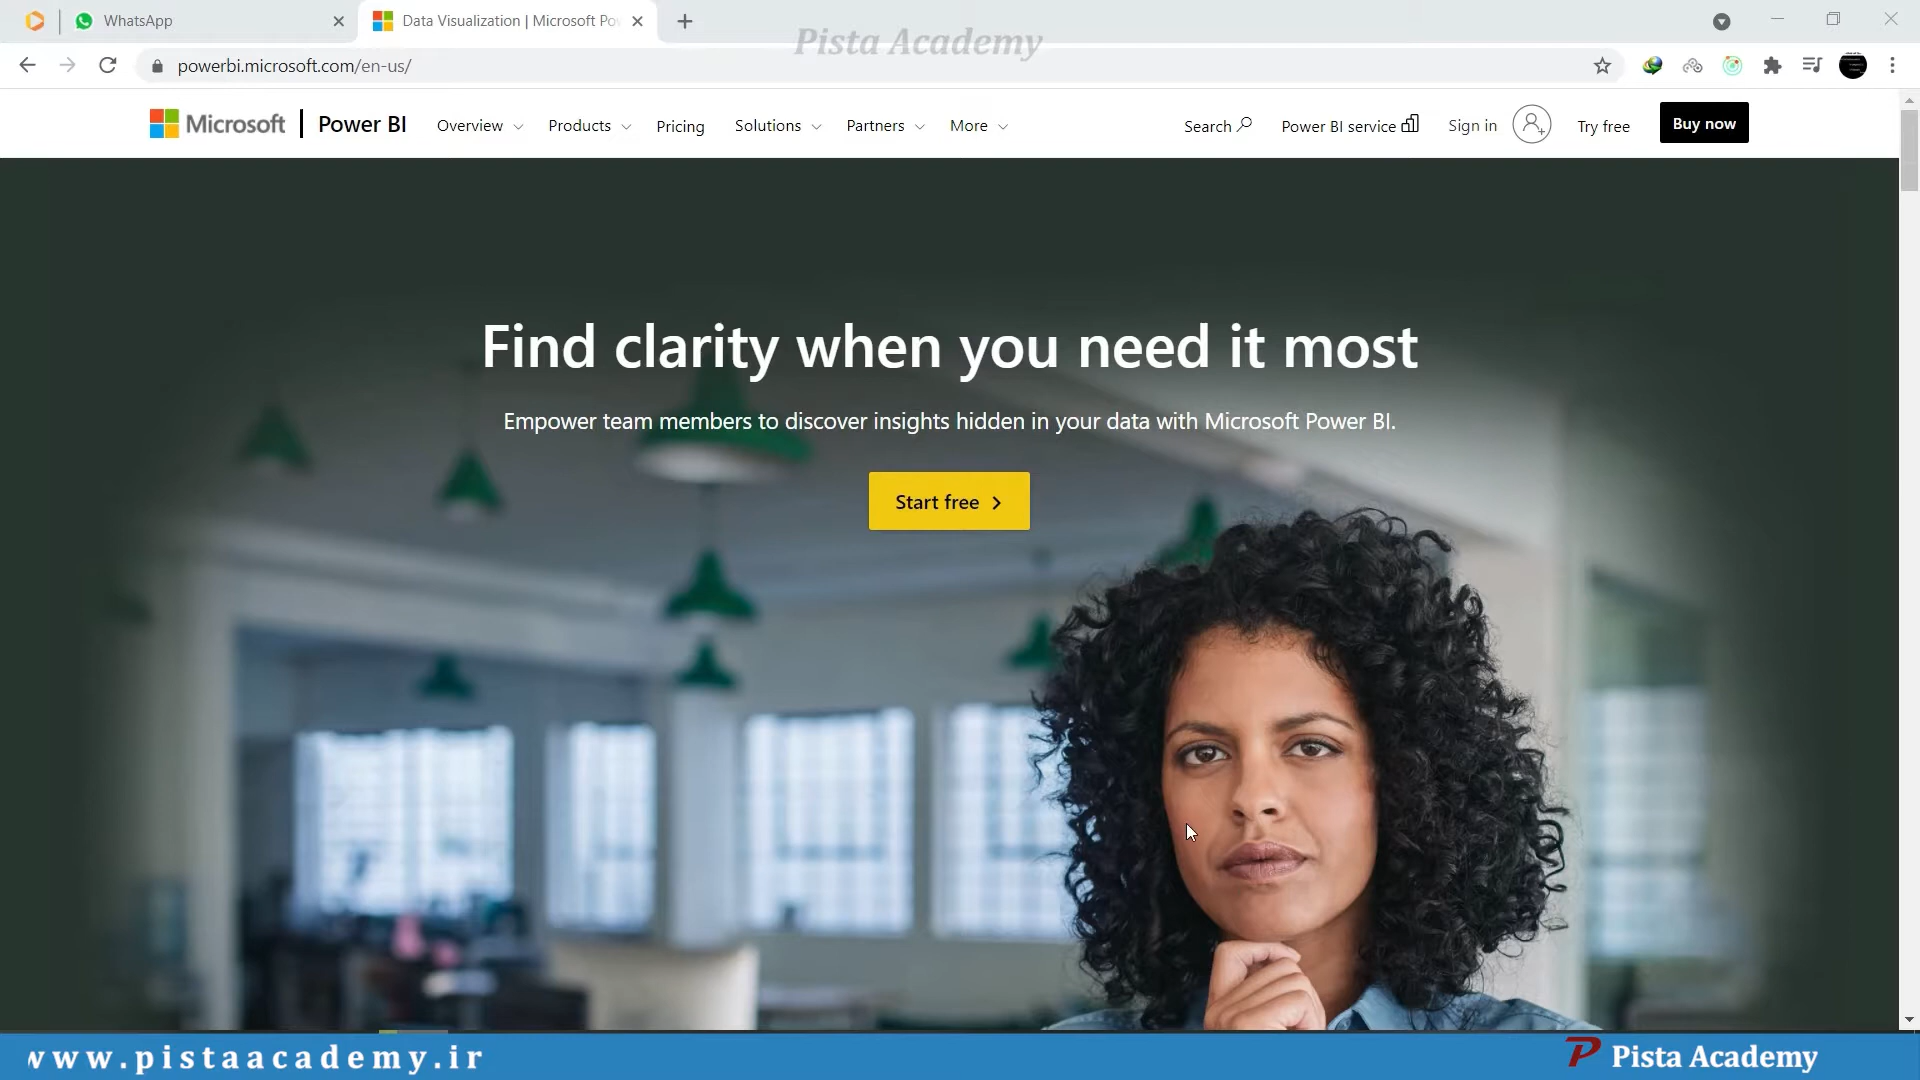 WhatsApp
Data Visualization | Microsoft Po
Pista Academy
powerbi.microsoft.com/en-us/
Microsoft | Power BI Overview Products Pricing Solutions Partners More Search Power BI service Sign in Try free Buy now
Find clarity when you need it most
Empower team members to discover insights hidden in your data with Microsoft Power BI.
Start free
www.pistaacademy.ir
Pista Academy